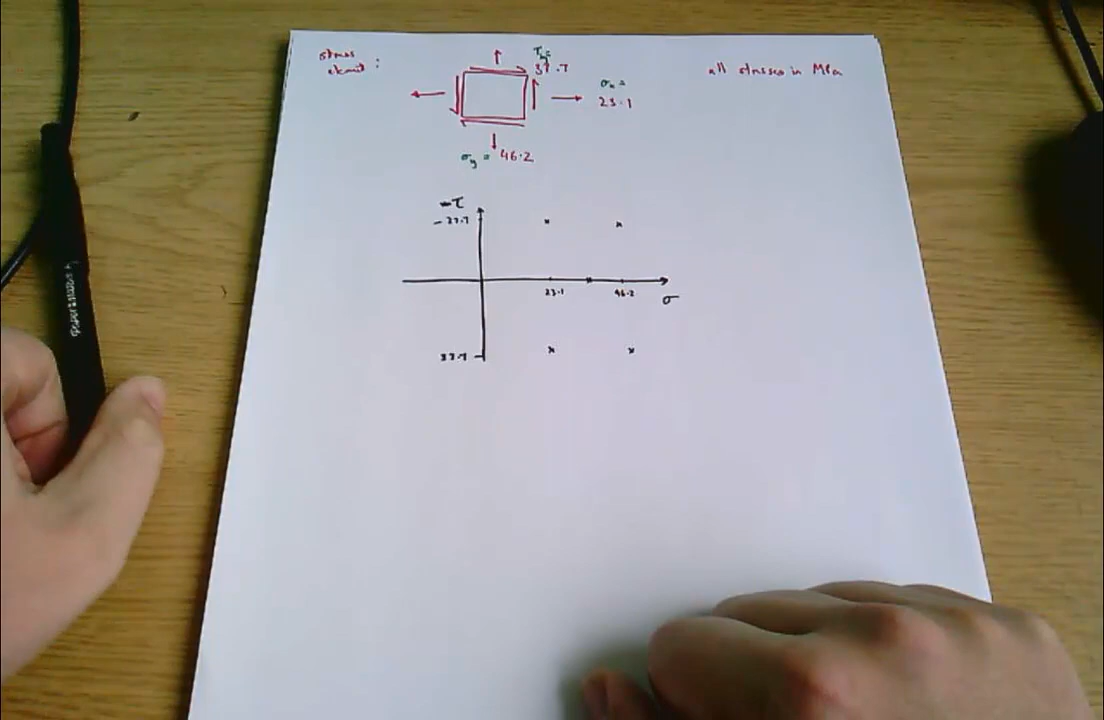 stress
element :
τxy=
37.7
all stresses in MPa
σx =
23.1
σy = 46.2
-τ
- 37.7
23.1
46.2
σ
37.7